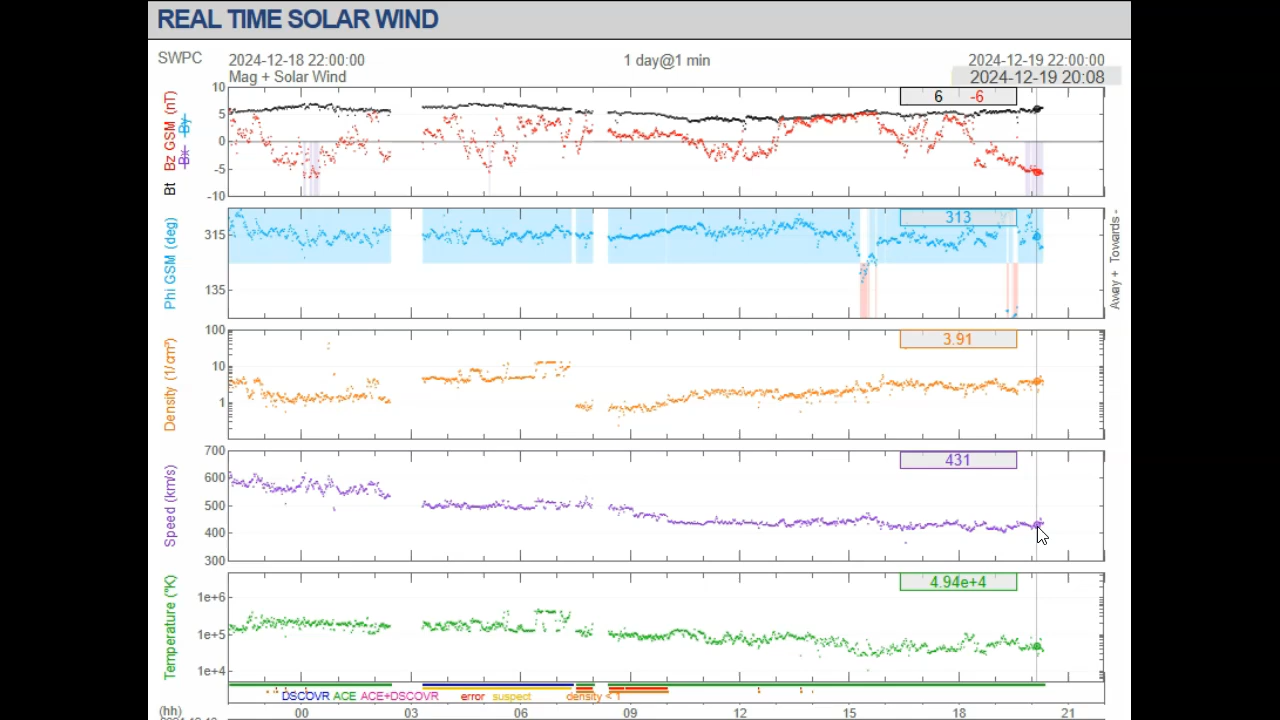 REAL TIME SOLAR WIND
SWPC 2024-12-18 22:00:00 1 day@1 min 2024-12-19 22:00:00
Mag + Solar Wind 2024-12-19 20:08
Bt Bz GSM (nT) Bx By
10
5
0
-5
-10
6 -6
Phi GSM (deg)
315
135
313
Away + Towards -
Density (1/cm³)
100
10
1
3.91
Speed (km/s)
700
600
500
400
300
431
Temperature (°K)
1e+6
1e+5
1e+4
4.94e+4
DSCOVR ACE ACE+DSCOVR error suspect density < 1
(hh) 00 03 06 09 12 15 18 21